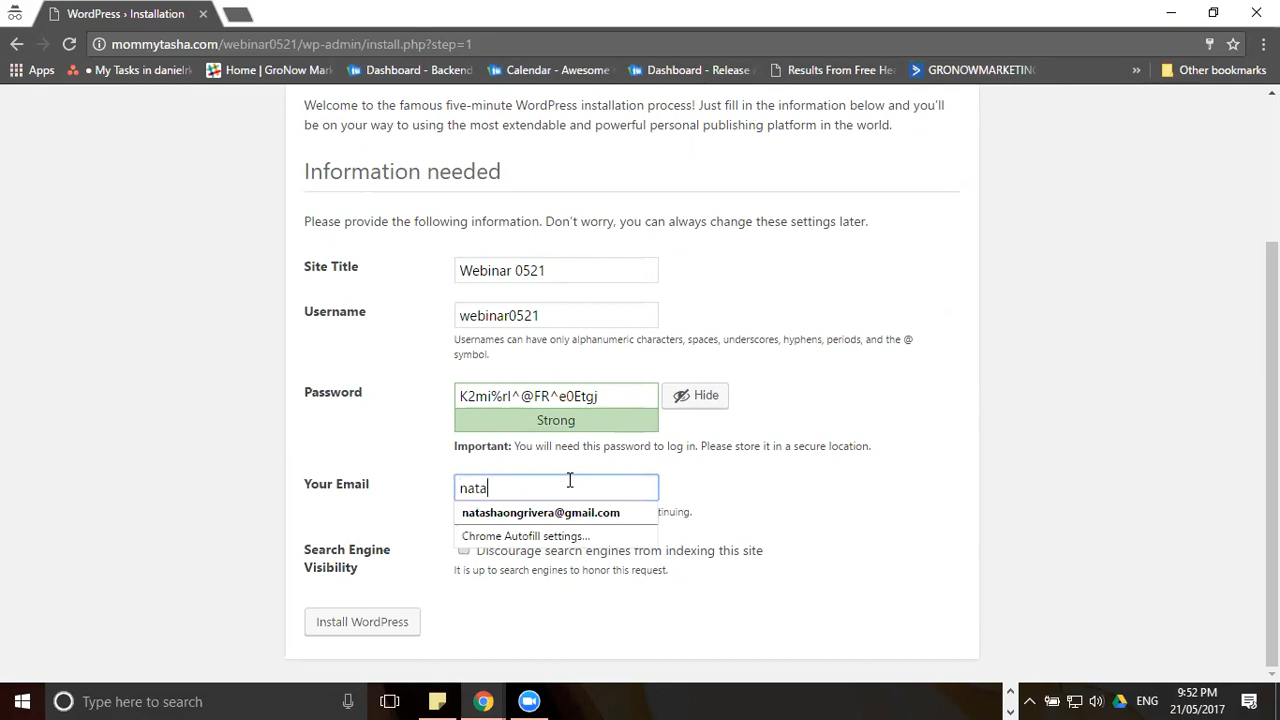 WordPress › Installation
mommytasha.com/webinar0521/wp-admin/install.php?step=1
Apps
My Tasks in danielrk
Home | GroNow Mark
Dashboard - Backend
Calendar - Awesome
Dashboard - Release
Results From Free He
GRONOWMARKETING
»
Other bookmarks
Welcome to the famous five-minute WordPress installation process! Just fill in the information below and you'll
be on your way to using the most extendable and powerful personal publishing platform in the world.
Information needed
Please provide the following information. Don't worry, you can always change these settings later.
Site Title
Webinar 0521
Username
webinar0521
Usernames can have only alphanumeric characters, spaces, underscores, hyphens, periods, and the @
symbol.
Password
K2mi%rI^@FR^e0Etgj
Hide
Strong
Important: You will need this password to log in. Please store it in a secure location.
Your Email
nata
natashaongrivera@gmail.com
tinuing.
Chrome Autofill settings...
Search Engine
Visibility
Discourage search engines from indexing this site
It is up to search engines to honor this request.
Install WordPress
Type here to search
ENG
9:52 PM
21/05/2017